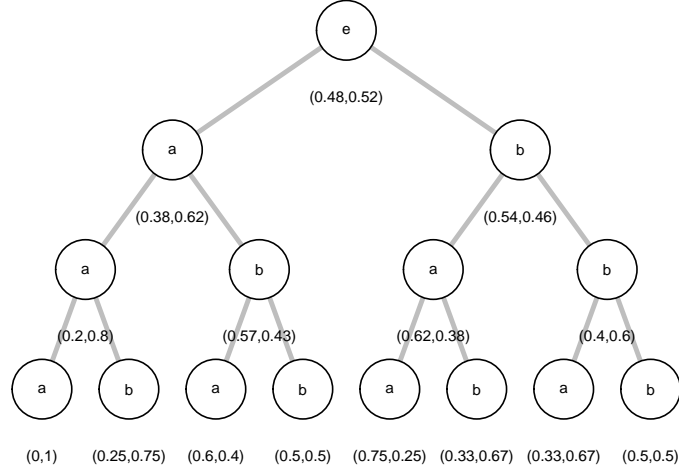 e
(0.48,0.52)
a b
(0.38,0.62) (0.54,0.46)
a b a b
(0.2,0.8) (0.57,0.43) (0.62,0.38) (0.4,0.6)
a b a b a b a b
(0,1) (0.25,0.75) (0.6,0.4) (0.5,0.5) (0.75,0.25) (0.33,0.67) (0.33,0.67) (0.5,0.5)